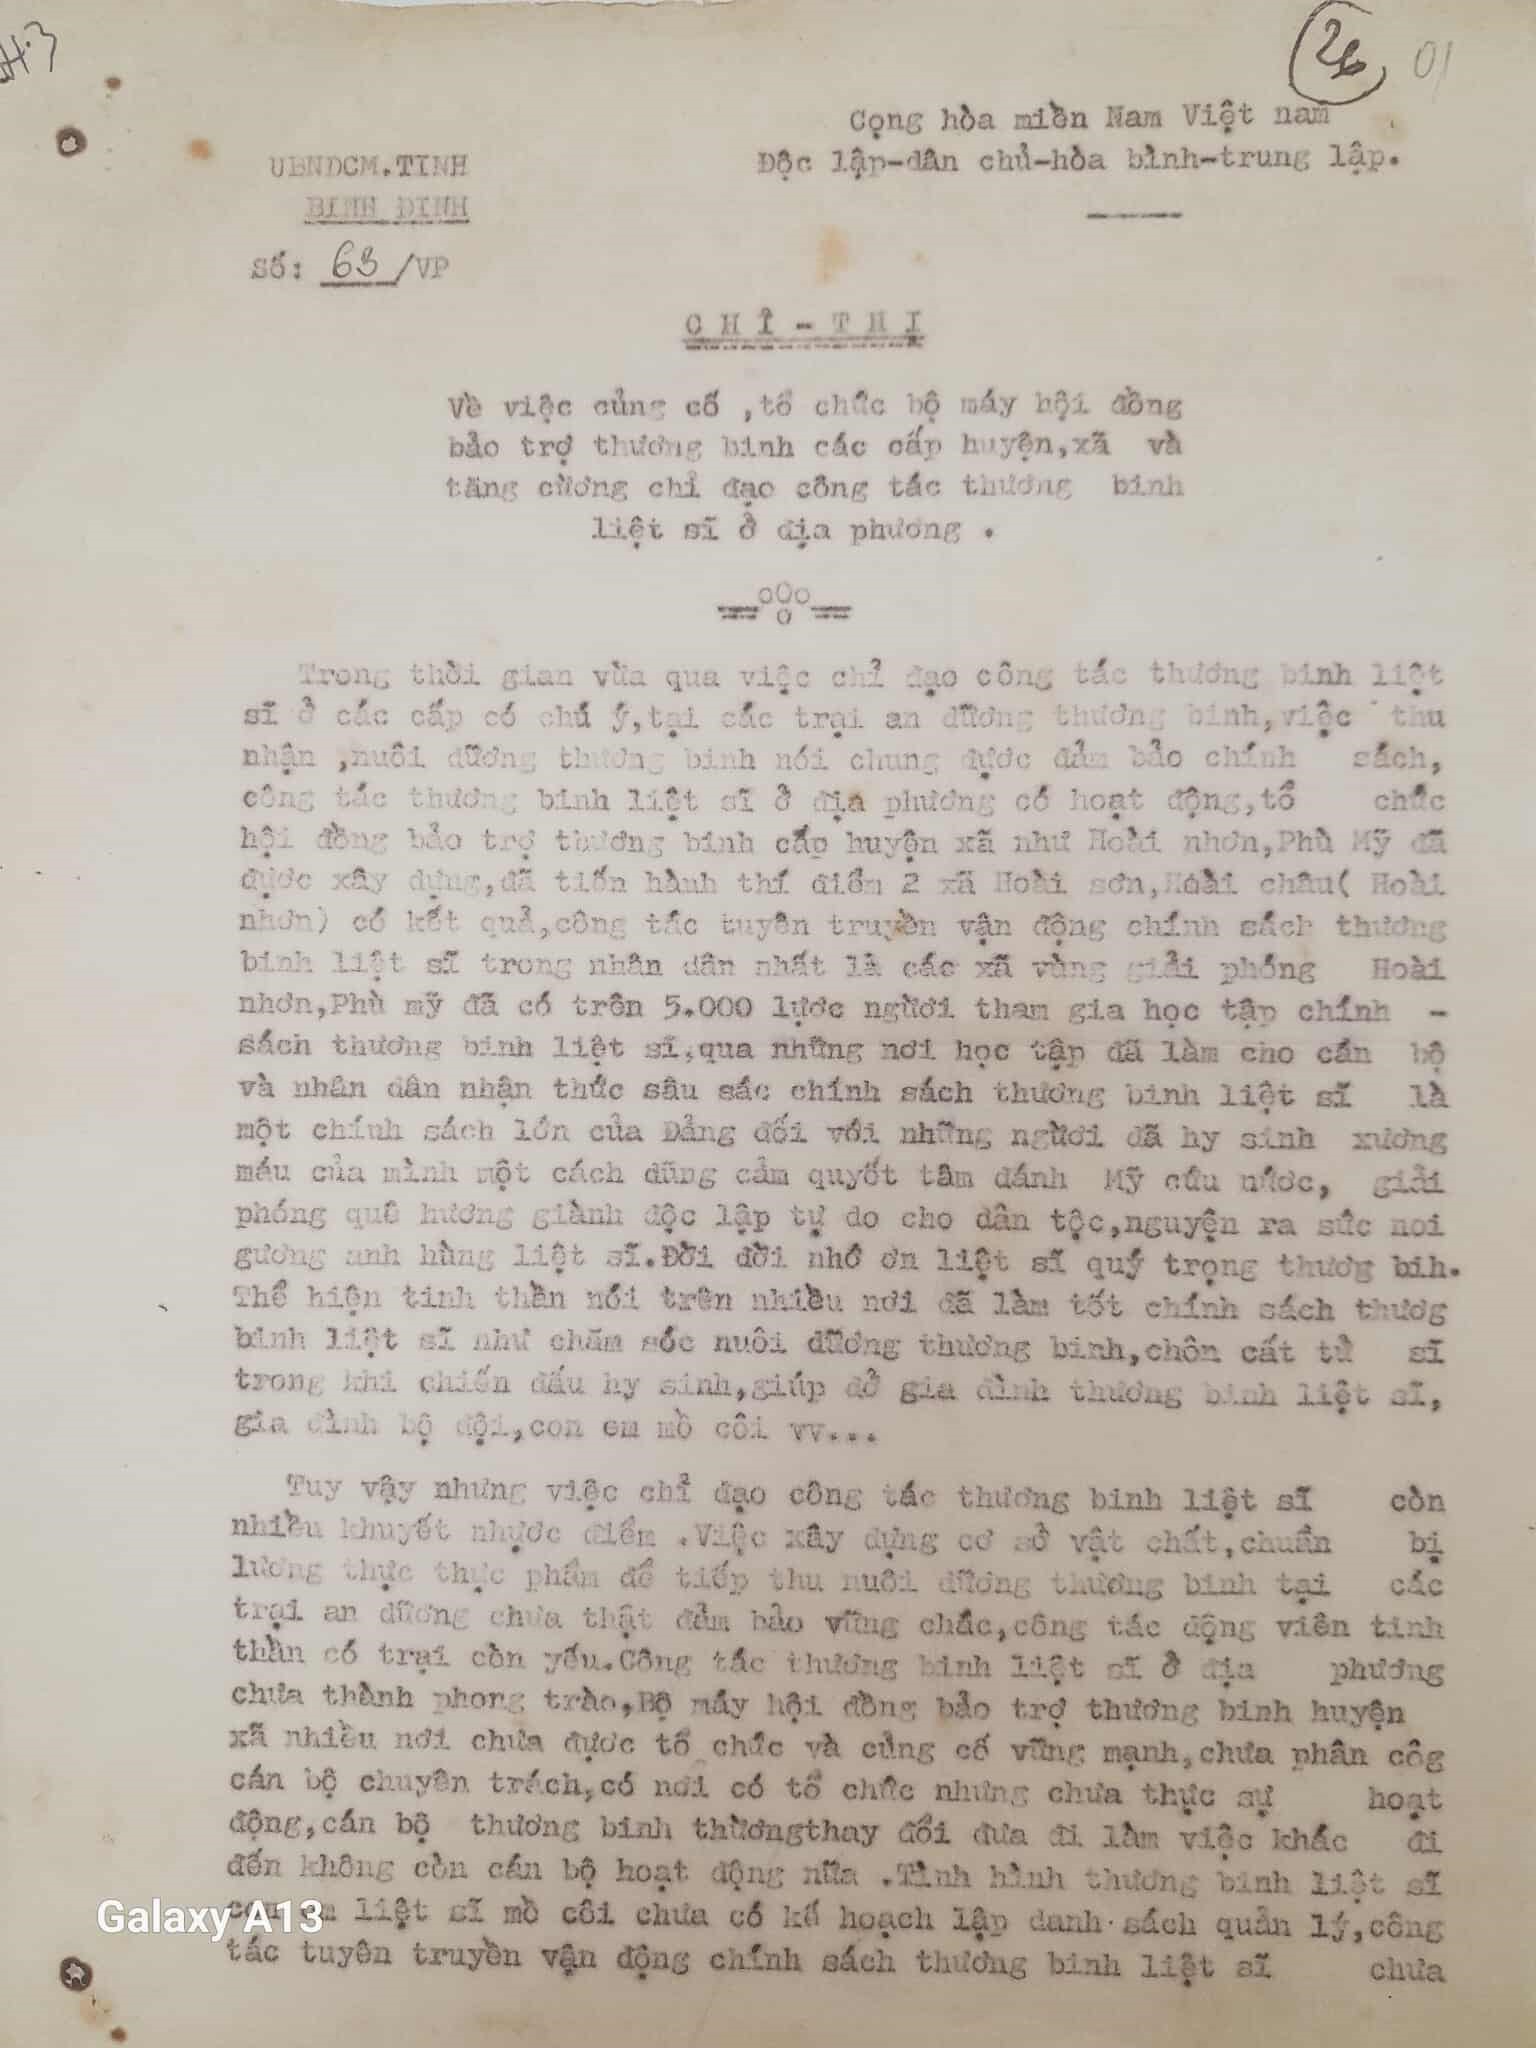 H.3
26 01
Cọng hòa miền Nam Việt nam
Độc lập-dân chủ-hòa bình-trung lập.
UBNDCM.TINH
BINH ĐINH
Số: 63/VP
CHỈ-THỊ
Về việc củng cố ,tổ chức bộ máy hội đồng
bảo trợ thương binh các cấp huyện,xã và
tăng cường chỉ đạo công tác thương binh
liệt sĩ ở địa phương .
oOo
o
Trong thời gian vừa qua việc chỉ đạo công tác thương binh liệt
sĩ ở các cấp có chú ý,tại các trại an dưỡng thương binh,việc thu
nhận ,nuôi dưỡng thương binh nói chung được đảm bảo chính sách,
công tác thương binh liệt sĩ ở địa phương có hoạt động,tổ chức
hội đồng bảo trợ thương binh cấp huyện xã như Hoài nhơn,Phù Mỹ đã
được xây dựng,đã tiến hành thí điểm 2 xã Hoài sơn,Hoài châu( Hoài
nhơn) có kết quả,công tác tuyên truyền vận động chính sách thương
binh liệt sĩ trong nhân dân nhất là các xã vùng giải phóng Hoài
nhơn,Phù mỹ đã có trên 5.000 lược người tham gia học tập chính -
sách thương binh liệt sĩ,qua những nơi học tập đã làm cho cán bộ
và nhân dân nhận thức sâu sác chính sách thương binh liệt sĩ là
một chính sách lớn của Đảng đối với những người đã hy sinh xương
máu của mình một cách dũng cảm quyết tâm đánh Mỹ cứu nước, giải
phóng quê hương giành độc lập tự do cho dân tộc,nguyện ra sức noi
gương anh hùng liệt sĩ.Đời đời nhớ ơn liệt sĩ quý trọng thươg bih.
Thể hiện tinh thần nói trên nhiều nơi đã làm tốt chính sách thươg
binh liệt sĩ như chăm sóc nuôi dưỡng thương binh,chôn cất tử sĩ
trong khi chiến đấu hy sinh,giúp đở gia đình thương binh liệt sĩ,
gia đình bộ đội,con em mồ côi vv...
Tuy vậy nhưng việc chỉ đạo công tác thương binh liệt sĩ còn
nhiều khuyết nhược điểm .Việc xây dựng cơ sở vật chất,chuẩn bị
lương thực thực phẩm để tiếp thu nuôi dưỡng thương binh tại các
trại an dưỡng chưa thật đảm bảo vững chắc,công tác động viên tinh
thần có trại còn yếu.Công tác thương binh liệt sĩ ở địa phương
chưa thành phong trào,Bộ máy hội đồng bảo trợ thương binh huyện
xã nhiều nơi chưa được tổ chức và củng cố vững mạnh,chưa phân côg
cán bộ chuyên trách,có nơi có tổ chức nhưng chưa thực sự hoạt
động,cán bộ thương binh thườngthay đổi đưa đi làm việc khác đi
đến không còn cán bộ hoạt động nữa .Tình hình thương binh liệt sĩ
con em liệt sĩ mồ côi chưa có kế hoạch lập danh sách quản lý,công
tác tuyên truyền vận động chính sách thương binh liệt sĩ chưa
Galaxy A13